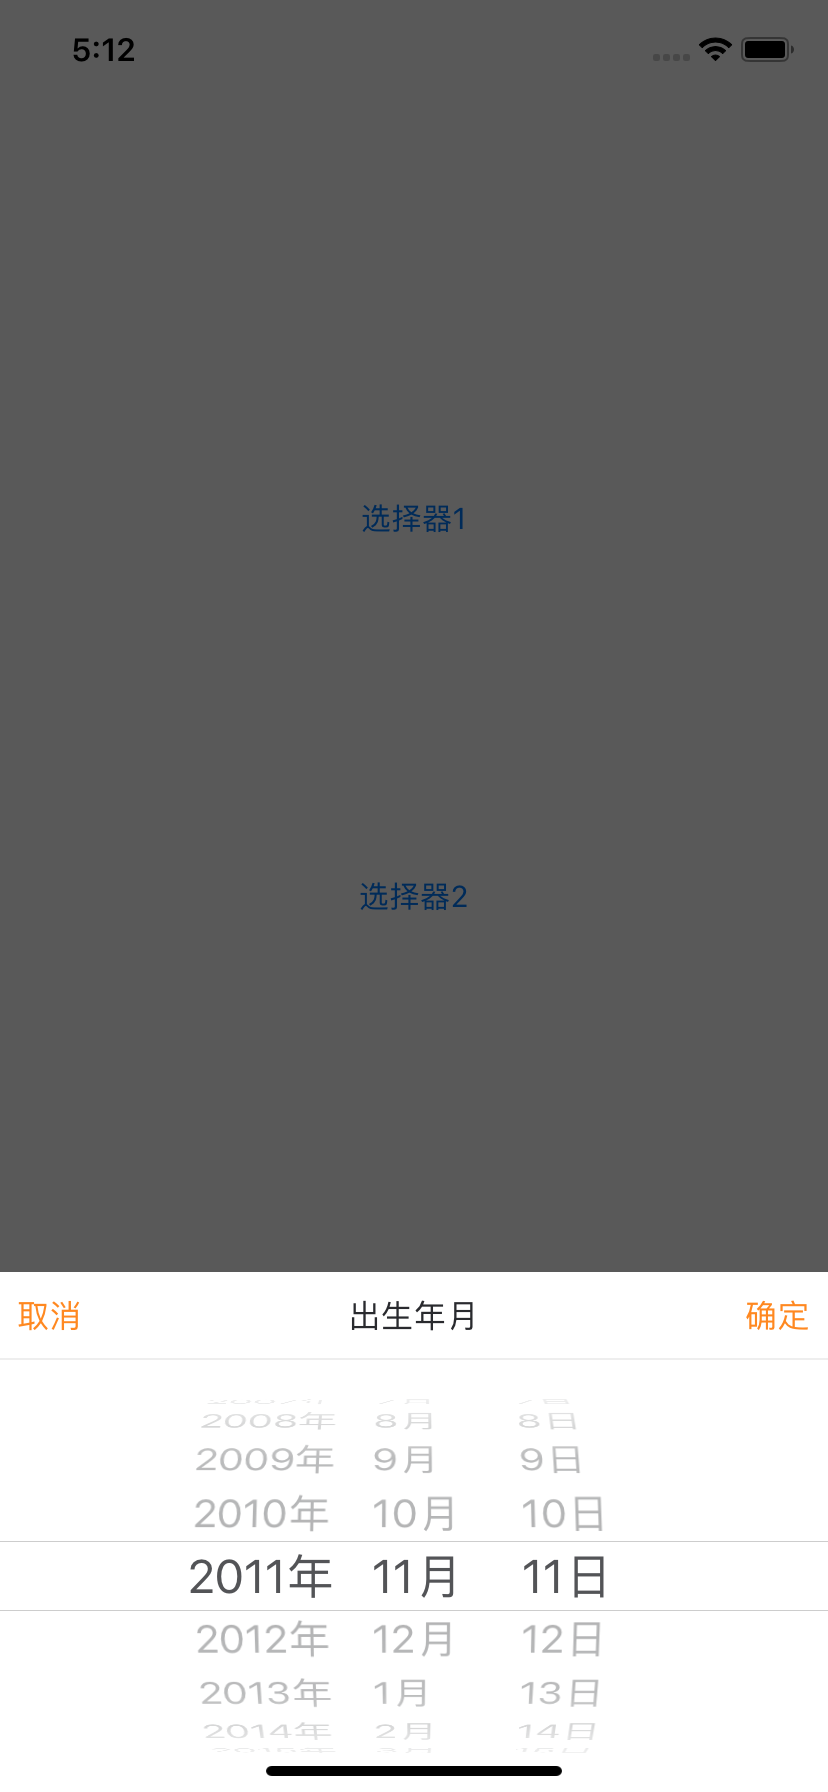 5:12
选择器1
选择器2
取消 出生年月 确定
2008年 8月 8日
2009年 9月 9日
2010年 10月 10日
2011年 11月 11日
2012年 12月 12日
2013年 1月 13日
2014年 2月 14日